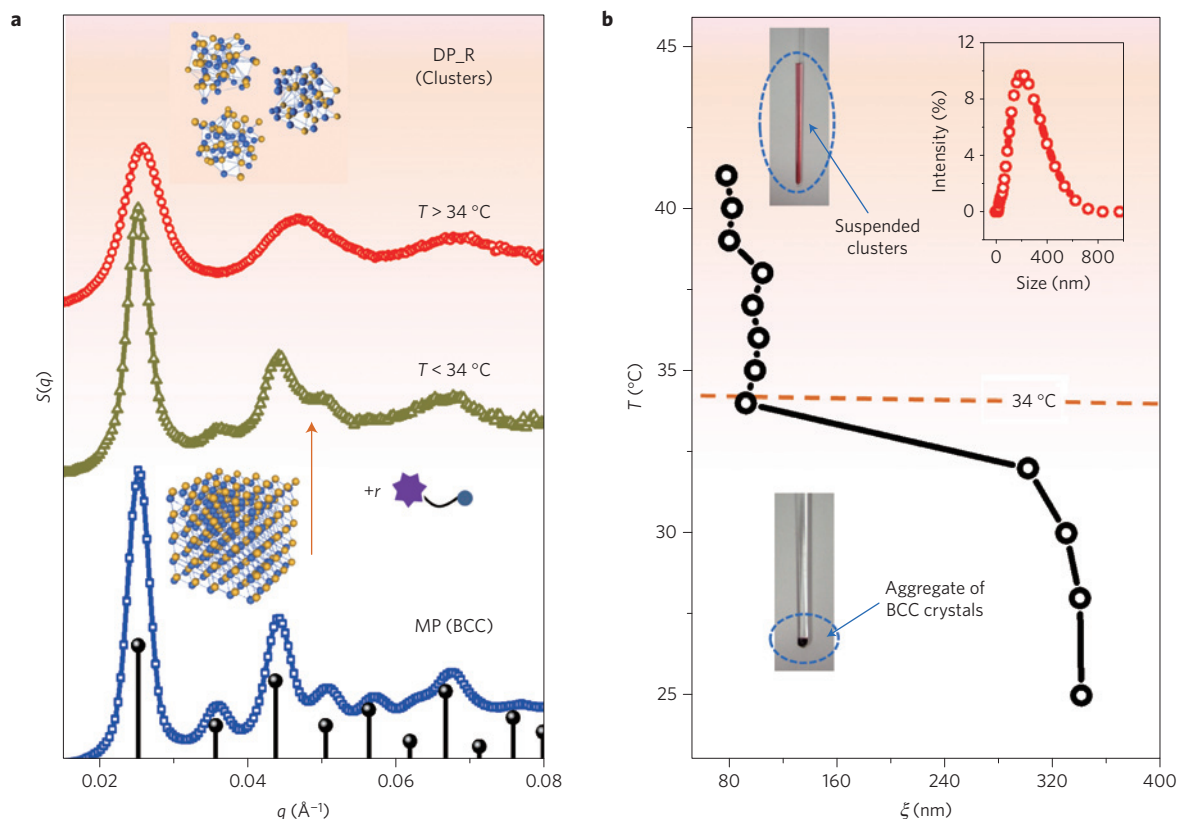 a
DP_R
(Clusters)
T > 34 °C
T < 34 °C
+r
MP (BCC)
S(q)
0.02
0.04
0.06
0.08
q (Å⁻¹)
b
45
40
35
30
25
T (°C)
Suspended
clusters
12
8
4
0
Intensity (%)
0
400
800
Size (nm)
34 °C
Aggregate of
BCC crystals
80
160
240
320
400
ξ (nm)